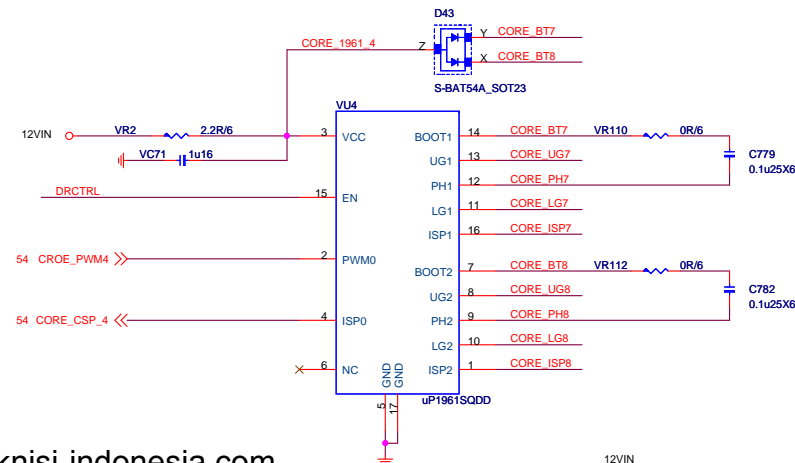 D43
CORE_1961_4
Z
Y
CORE_BT7
X
CORE_BT8
S-BAT54A_SOT23
VU4
12VIN
VR2
2.2R/6
3
VCC
BOOT1
14
CORE_BT7
VR110
0R/6
VC71
1u16
UG1
13
CORE_UG7
C779
0.1u25X6
PH1
12
CORE_PH7
DRCTRL
15
EN
LG1
11
CORE_LG7
ISP1
16
CORE_ISP7
54 CROE_PWM4
2
PWM0
BOOT2
7
CORE_BT8
VR112
0R/6
UG2
8
CORE_UG8
C782
0.1u25X6
54 CORE_CSP_4
4
ISP0
PH2
9
CORE_PH8
LG2
10
CORE_LG8
6
NC
GND
GND
ISP2
1
CORE_ISP8
5
17
uP1961SQDD
knisi-indonesia.com
12VIN